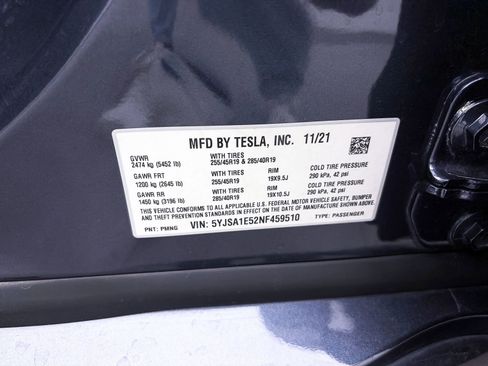 MFD BY TESLA, INC. 11/21
GVWR
2474 kg (5452 lb)
WITH TIRES
255/45R19 & 285/40R19
COLD TIRE PRESSURE
290 kPa, 42 psi
GAWR FRT
1200 kg (2645 lb)
WITH TIRES
255/45R19
RIM
19X9.5J
COLD TIRE PRESSURE
290 kPa, 42 psi
GAWR RR
1450 kg (3196 lb)
WITH TIRES
285/40R19
RIM
19X10.5J
THIS VEHICLE CONFORMS TO ALL APPLICABLE FEDERAL MOTOR VEHICLE SAFETY, BUMPER
AND THEFT PREVENTION STANDARDS IN EFFECT ON THE DATE OF MANUFACTURE SHOWN ABOVE
PNT: PMNG VIN: 5YJSA1E52NF459510 TYPE: PASSENGER